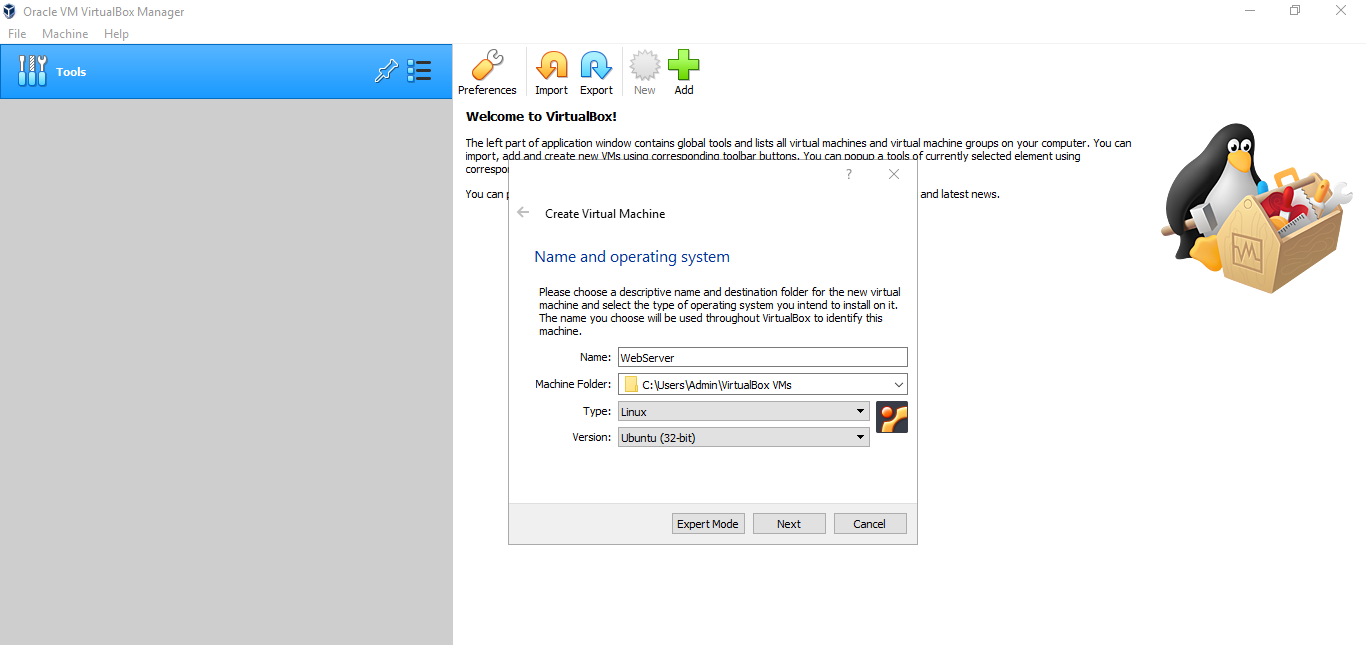 Oracle VM VirtualBox Manager
File Machine Help
Tools
Preferences Import Export New Add
Welcome to VirtualBox!
The left part of application window contains global tools and lists all virtual machines and virtual machine groups on your computer. You can
import, add and create new VMs using corresponding toolbar buttons. You can popup a tools of currently selected element using
You can
and latest news.
?
Create Virtual Machine
Name and operating system
Please choose a descriptive name and destination folder for the new virtual
machine and select the type of operating system you intend to install on it.
The name you choose will be used throughout VirtualBox to identify this
machine.
Name: WebServer
Machine Folder: C:\Users\Admin\VirtualBox VMs
Type: Linux
Version: Ubuntu (32-bit)
Expert Mode Next Cancel